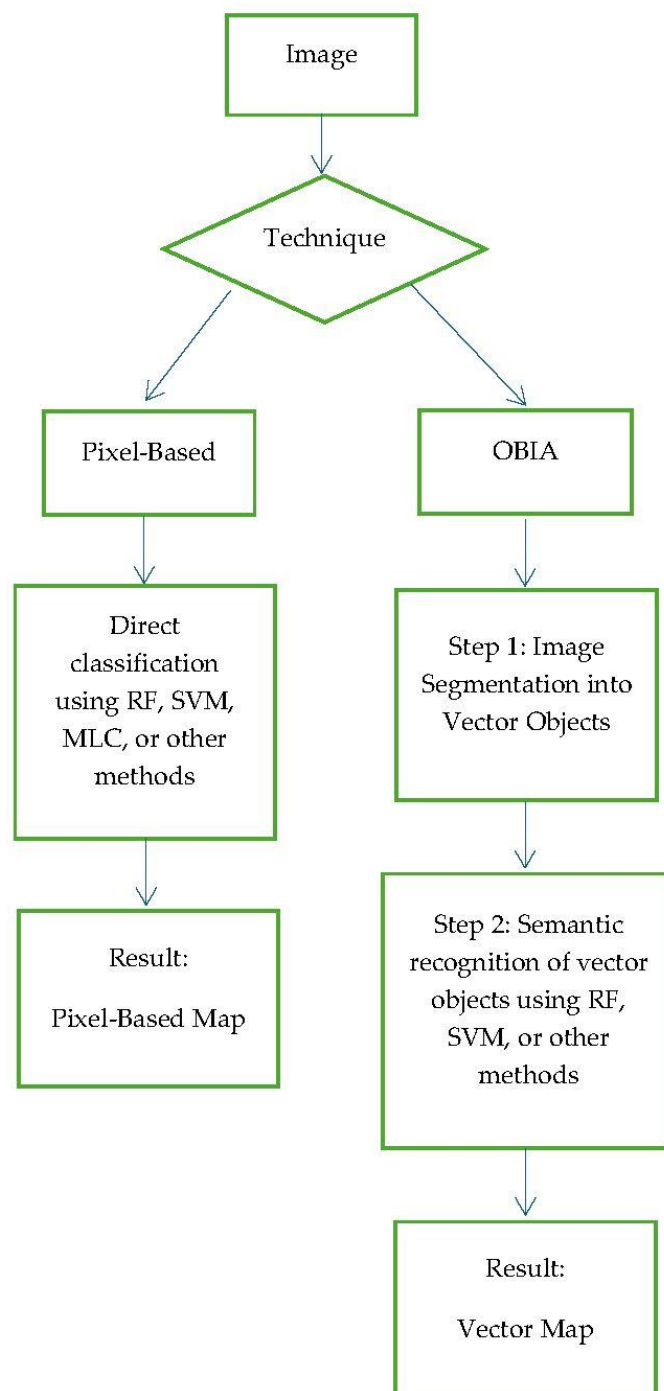 Image
Technique
Pixel-Based
OBIA
Direct
classification
using RF, SVM,
MLC, or other
methods
Step 1: Image
Segmentation into
Vector Objects
Result:
Pixel-Based Map
Step 2: Semantic
recognition of vector
objects using RF,
SVM, or other
methods
Result:
Vector Map